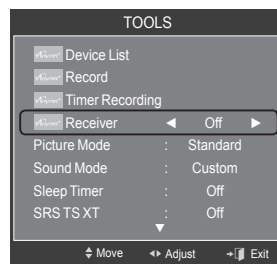 TOOLS
Device List
Record
Timer Recording
Receiver ◄ Off ►
Picture Mode : Standard
Sound Mode : Custom
Sleep Timer : Off
SRS TS XT : Off
▼
Move Adjust Exit